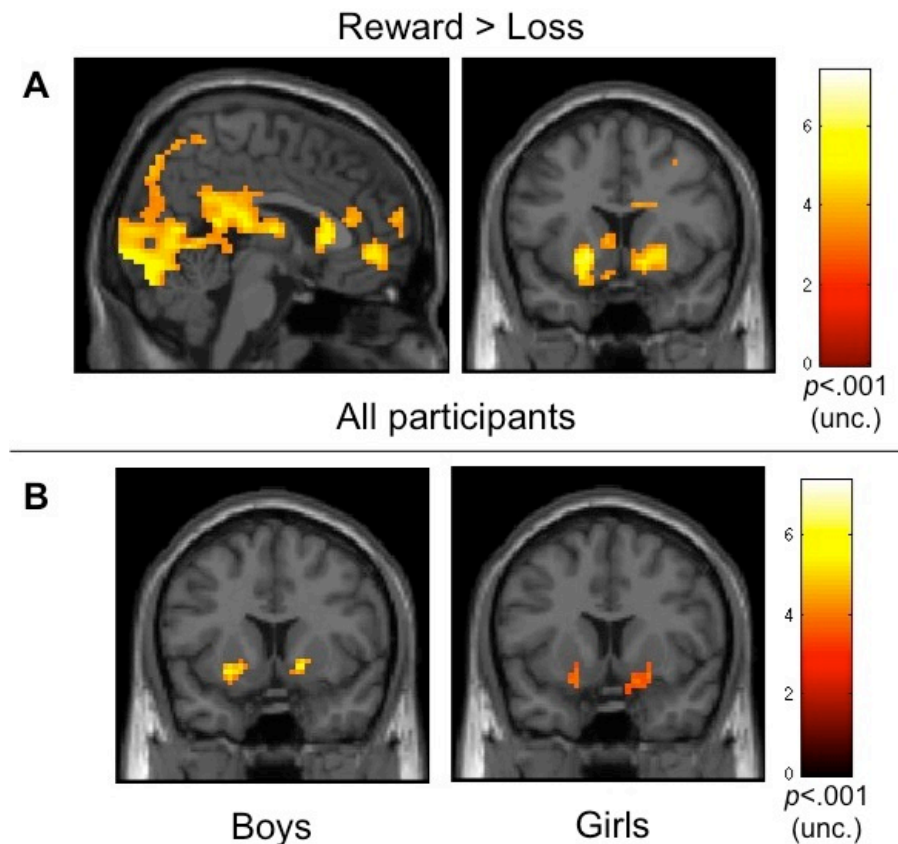 Reward > Loss
A
6
4
2
0
p<.001
(unc.)
All participants
B
6
4
2
0
p<.001
(unc.)
Boys
Girls